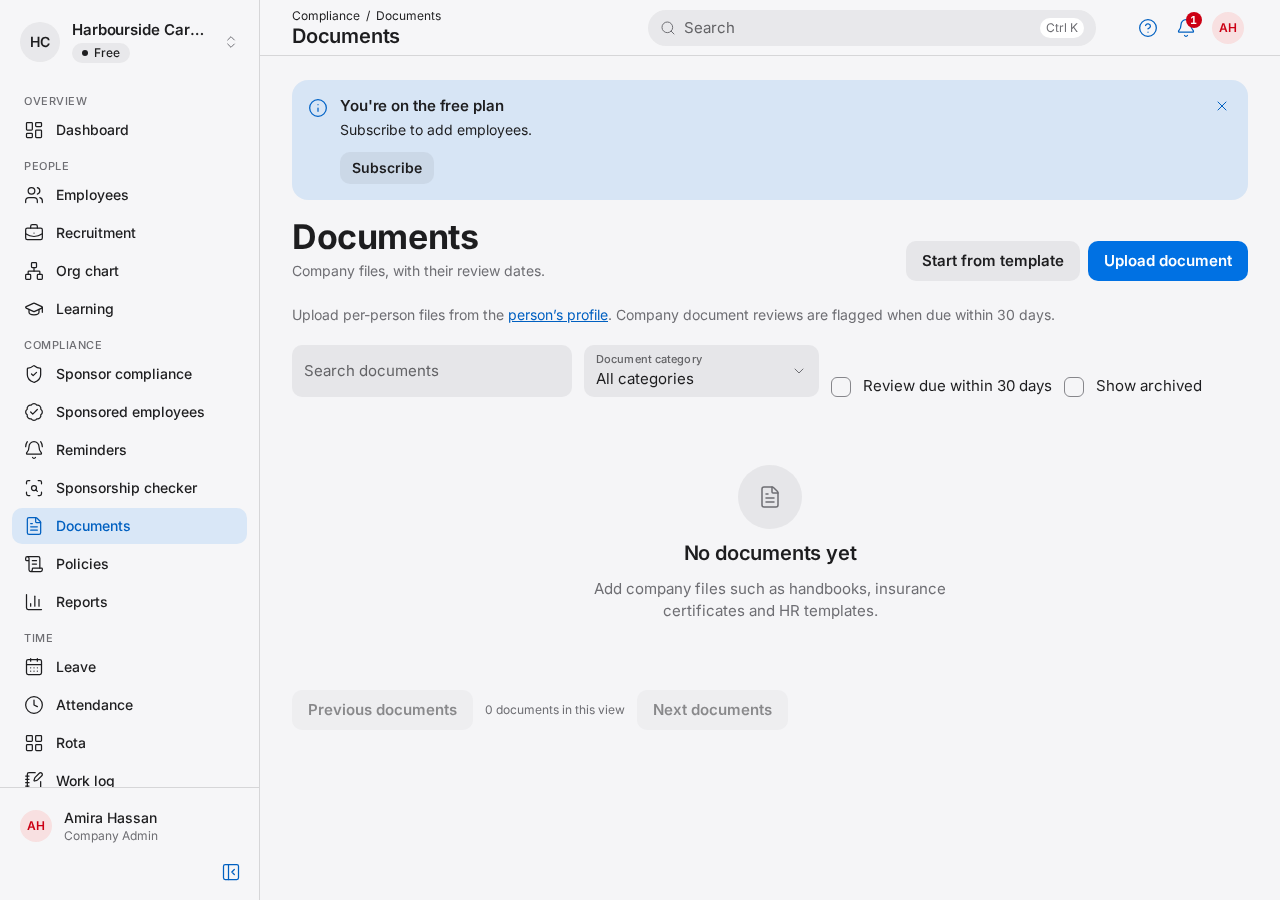 HC
Harbourside Car...
Free
OVERVIEW
Dashboard
PEOPLE
Employees
Recruitment
Org chart
Learning
COMPLIANCE
Sponsor compliance
Sponsored employees
Reminders
Sponsorship checker
Documents
Policies
Reports
TIME
Leave
Attendance
Rota
Work log
AH
Amira Hassan
Company Admin
Compliance / Documents
Documents
Search
Ctrl K
1
AH
You're on the free plan
Subscribe to add employees.
Subscribe
Documents
Company files, with their review dates.
Start from template
Upload document
Upload per-person files from the person’s profile. Company document reviews are flagged when due within 30 days.
Search documents
Document category
All categories
Review due within 30 days
Show archived
No documents yet
Add company files such as handbooks, insurance
certificates and HR templates.
Previous documents
0 documents in this view
Next documents